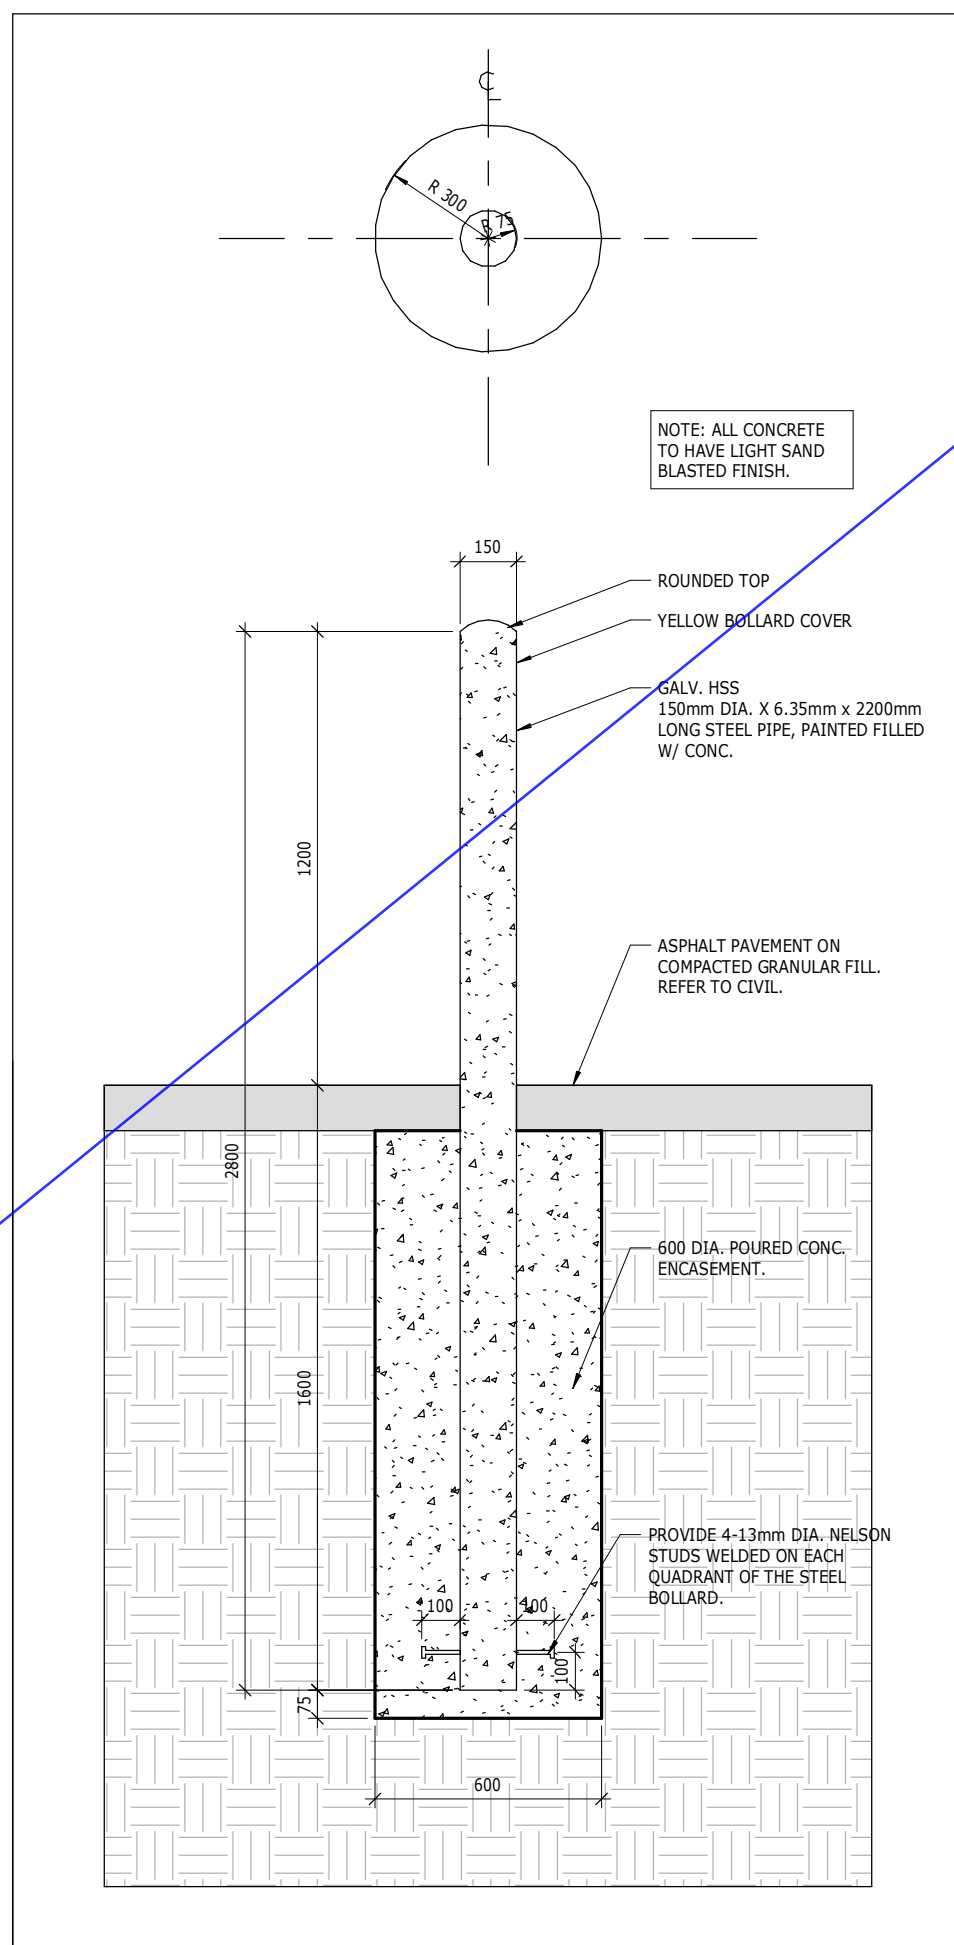 ℄
R 300
R 75
NOTE: ALL CONCRETE
TO HAVE LIGHT SAND
BLASTED FINISH.
150
ROUNDED TOP
YELLOW BOLLARD COVER
GALV. HSS
150mm DIA. X 6.35mm x 2200mm
LONG STEEL PIPE, PAINTED FILLED
W/ CONC.
1200
ASPHALT PAVEMENT ON
COMPACTED GRANULAR FILL.
REFER TO CIVIL.
2800
600 DIA. POURED CONC.
ENCASEMENT.
1600
PROVIDE 4-13mm DIA. NELSON
STUDS WELDED ON EACH
QUADRANT OF THE STEEL
BOLLARD.
100
100
100
75
600